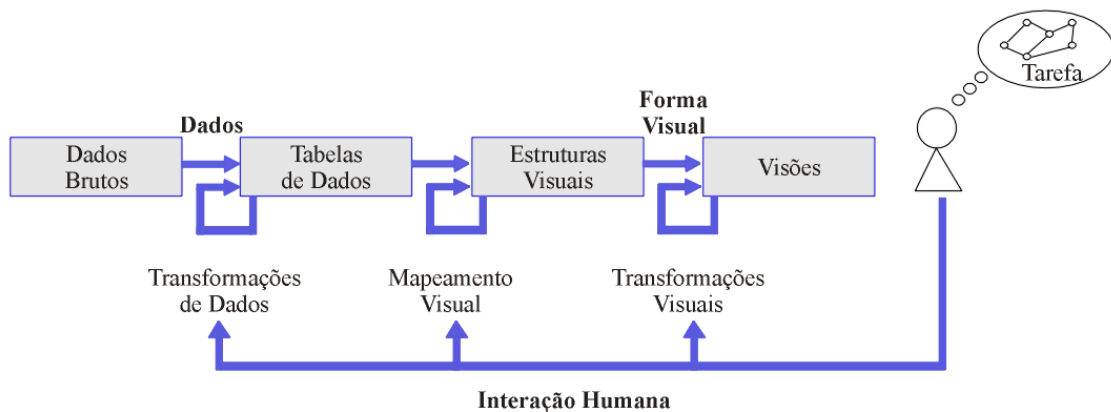 Tarefa
Dados
Forma
Visual
Dados
Brutos
Tabelas
de Dados
Estruturas
Visuais
Visões
Transformações
de Dados
Mapeamento
Visual
Transformações
Visuais
Interação Humana